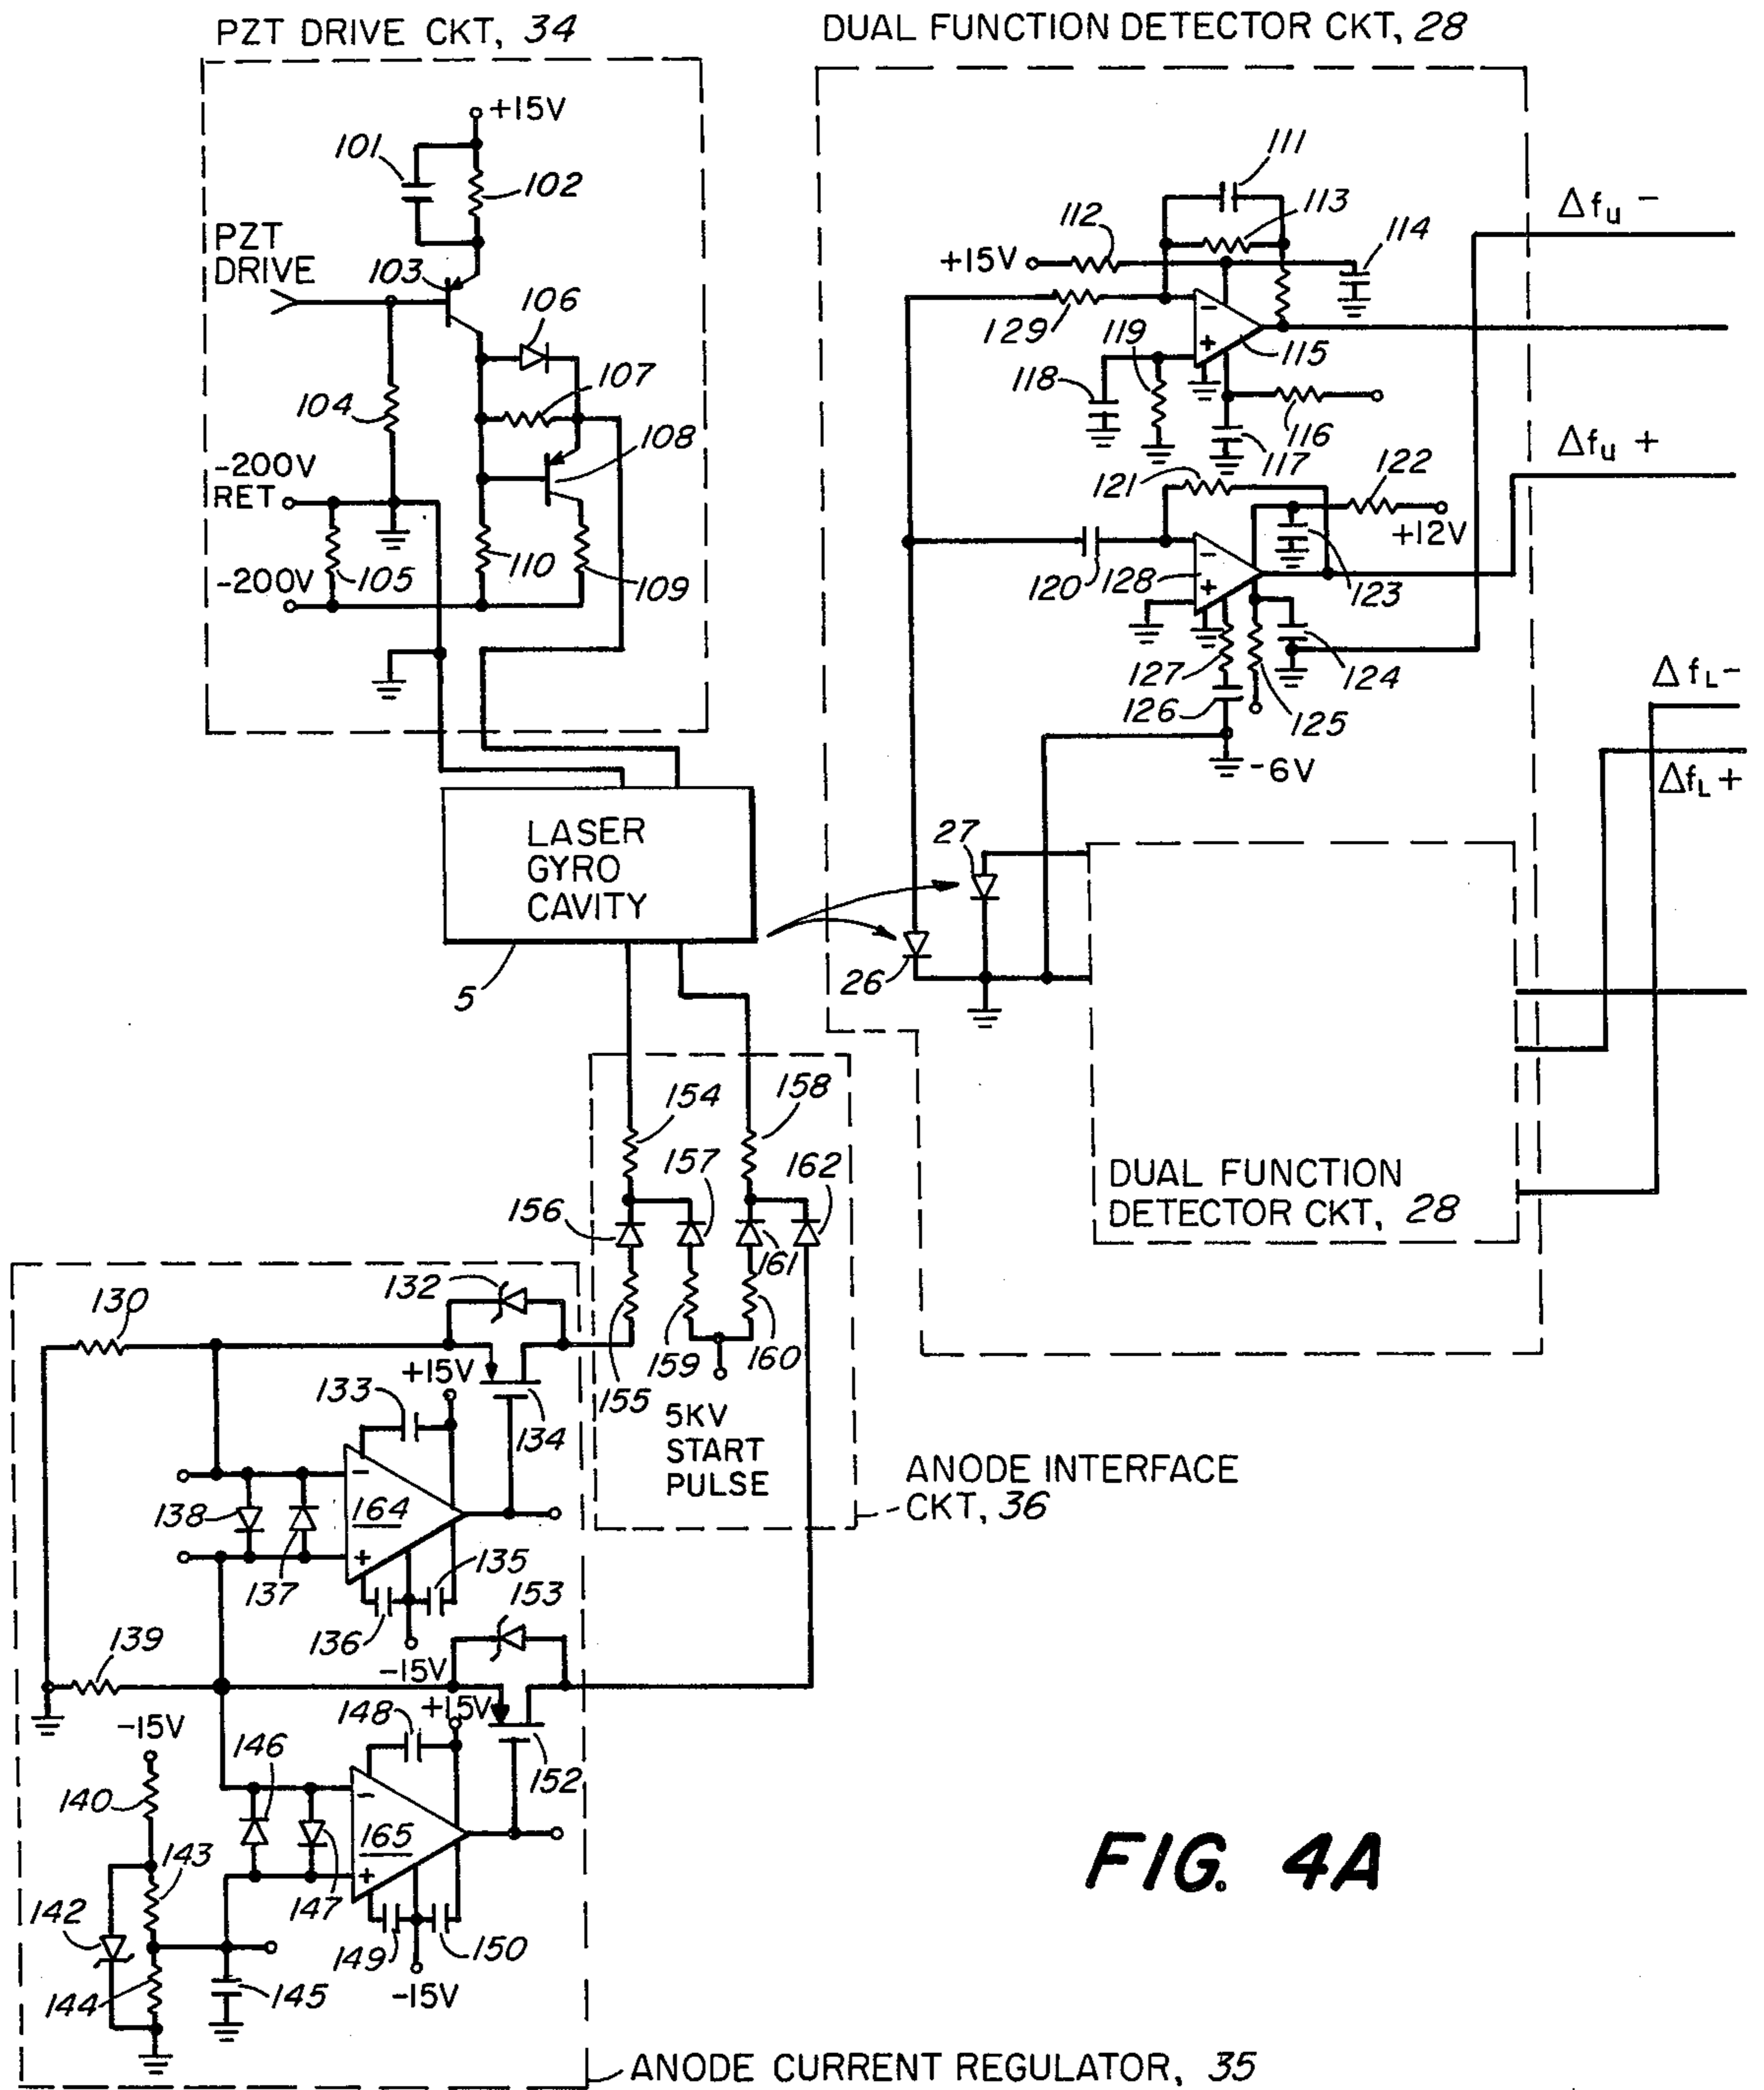 PZT DRIVE CKT, 34
DUAL FUNCTION DETECTOR CKT, 28
+15V
101
102
PZT
DRIVE
103
106
107
104
108
-200V
RET
105
110
109
-200V
111
112
113
114
+15V
129
119
115
118
116
117
Δfu -
Δfu +
121
122
+12V
120
128
123
127
124
126
125
-6V
ΔfL-
ΔfL+
LASER
GYRO
CAVITY
5
27
26
DUAL FUNCTION
DETECTOR CKT, 28
154
158
157
162
156
161
155
159
160
5KV
START
PULSE
ANODE INTERFACE
CKT, 36
130
132
+15V
133
134
-
164
+
138
137
135
136
-15V
153
139
-15V
+15V
148
146
152
140
-
165
+
143
147
142
149
150
144
145
-15V
ANODE CURRENT REGULATOR, 35
FIG. 4A